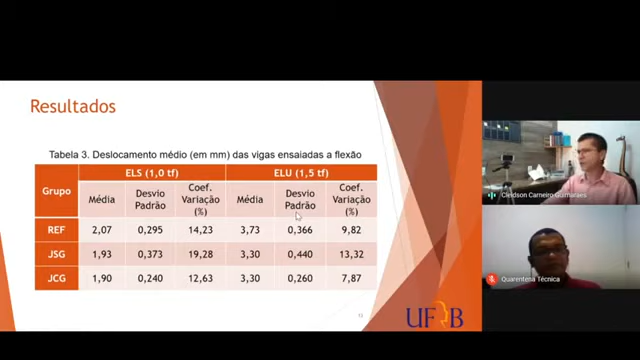 Resultados
Tabela 3. Deslocamento médio (em mm) das vigas ensaiadas a flexão
Grupo ELS (1,0 tf) ELU (1,5 tf)
Média Desvio Padrão Coef. Variação (%) Média Desvio Padrão Coef. Variação (%)
REF 2,07 0,295 14,23 3,73 0,366 9,82
JSG 1,93 0,373 19,28 3,30 0,440 13,32
JCG 1,90 0,240 12,63 3,30 0,260 7,87
12
UFRB
Cleidson Carneiro Guimarães
Quarentena Técnica